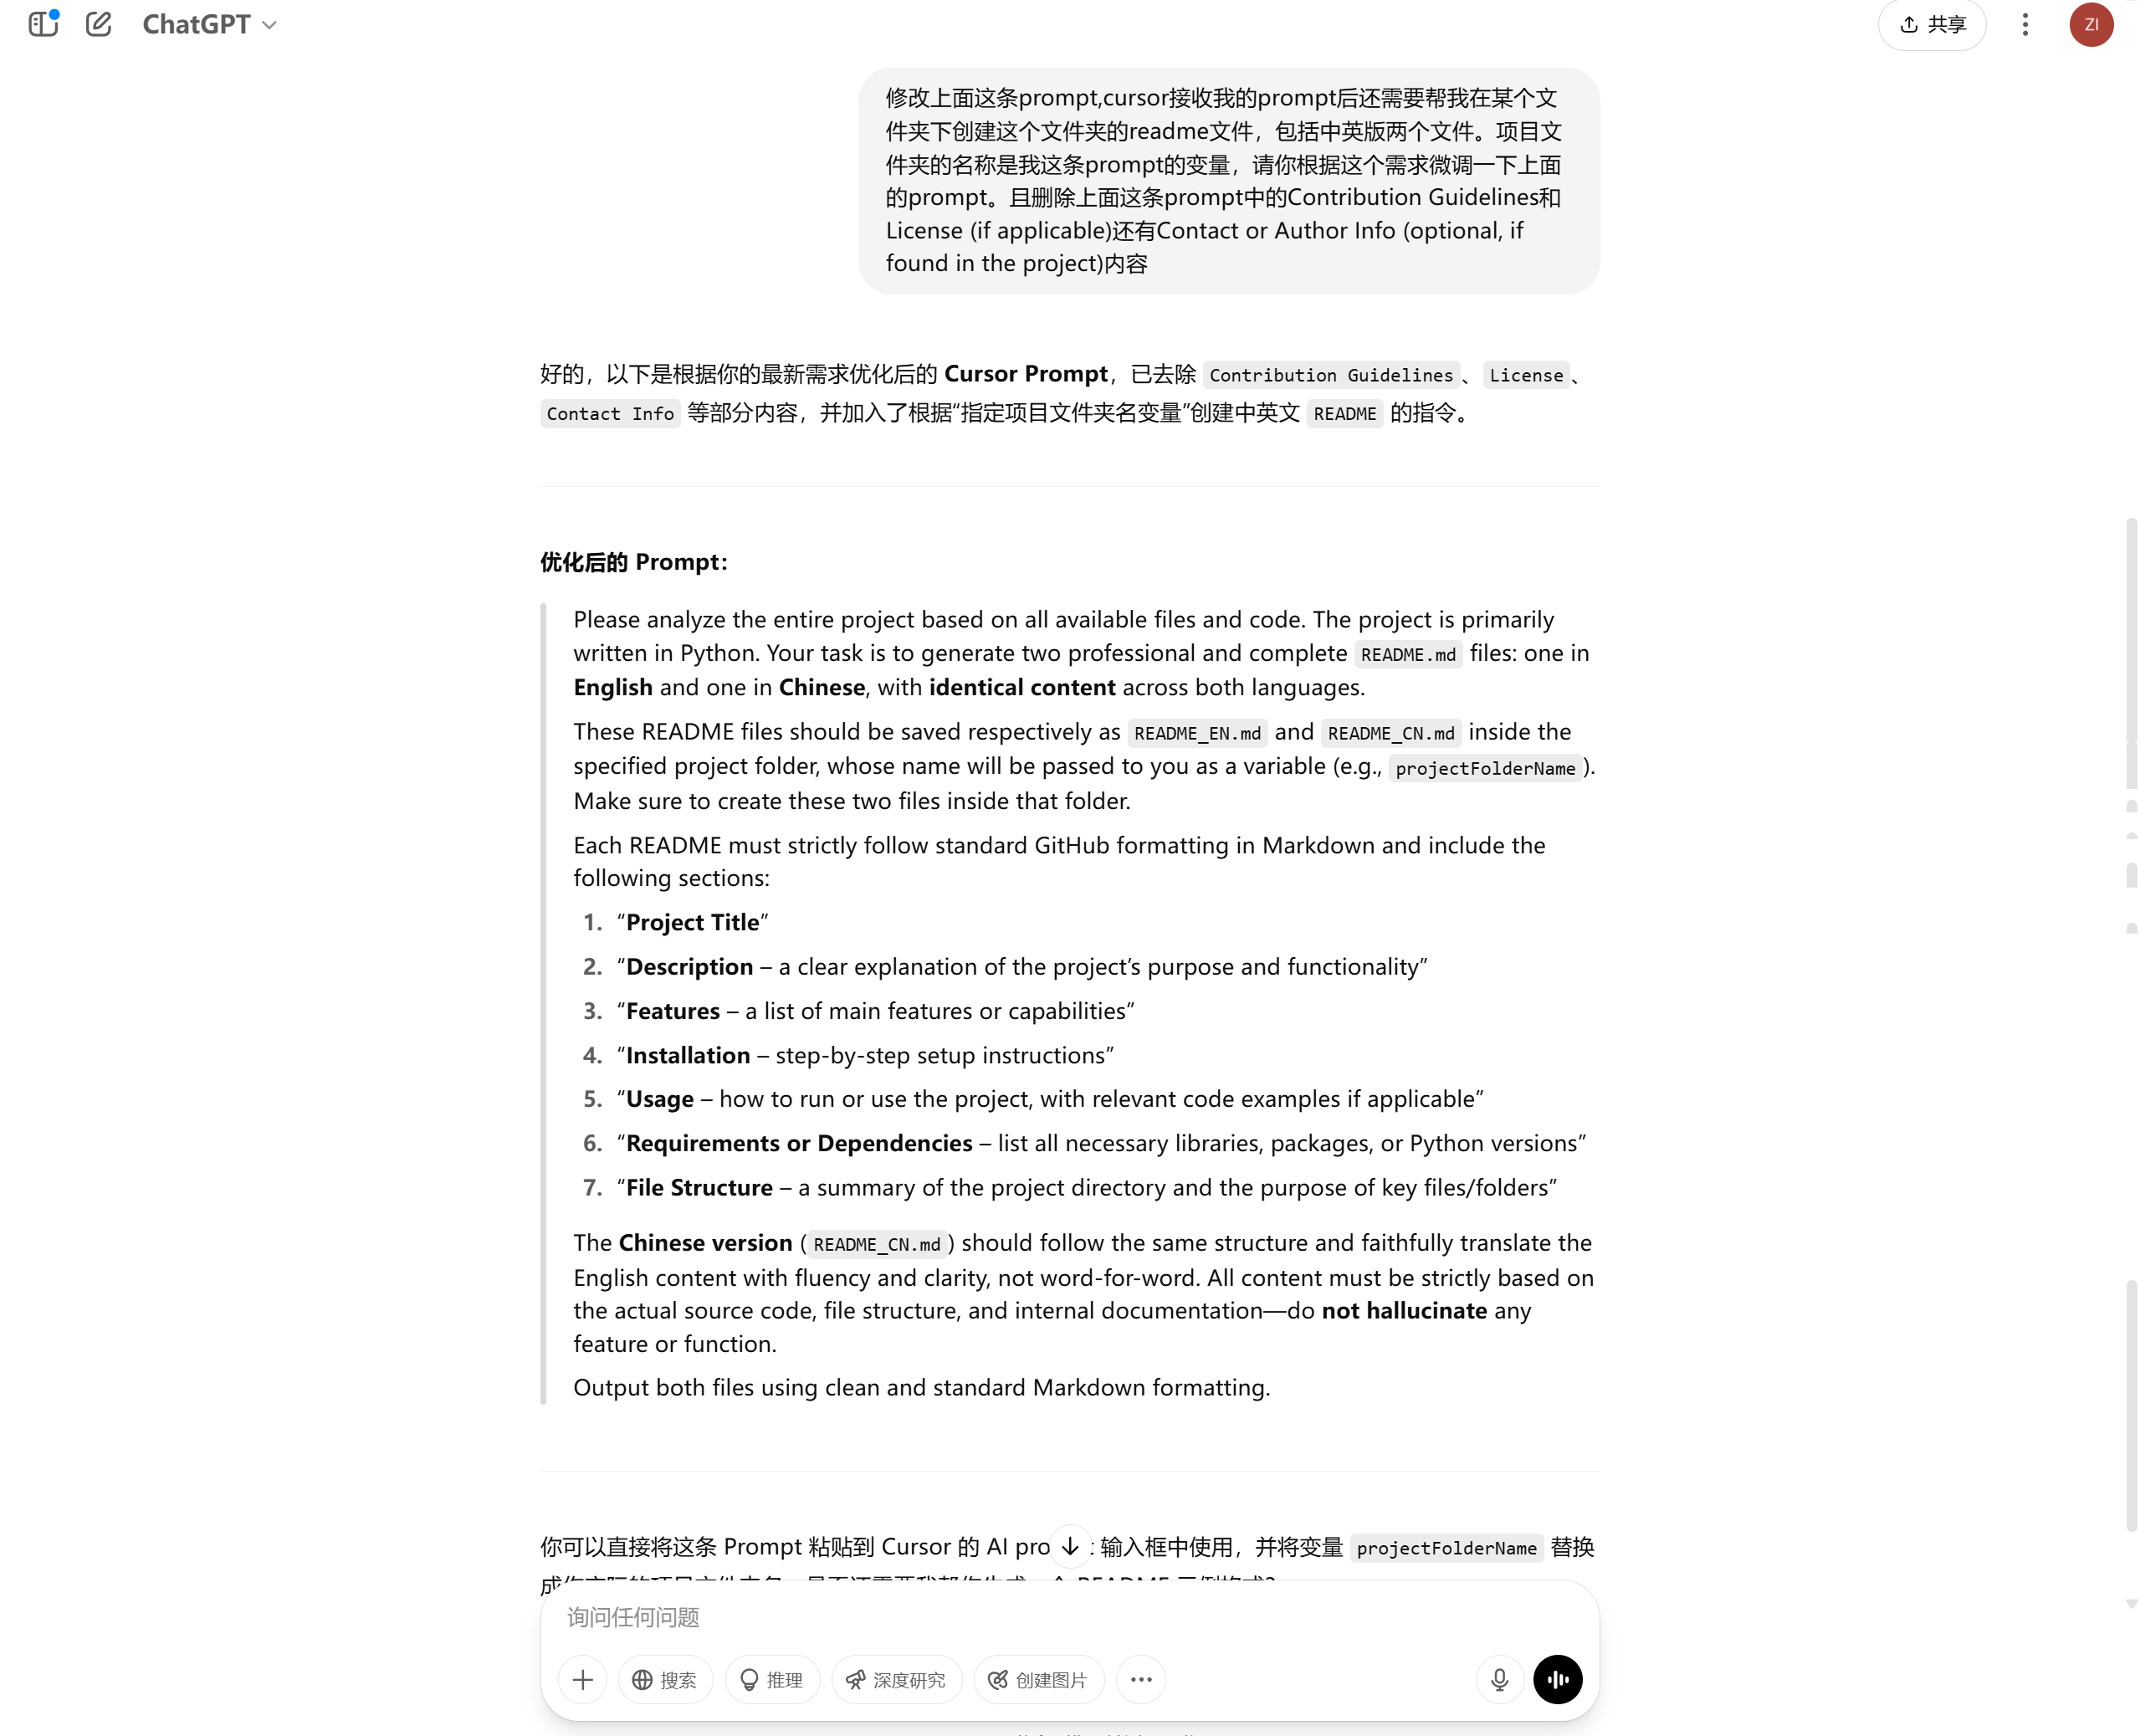 ChatGPT
共享
ZI
修改上面这条prompt,cursor接收我的prompt后还需要帮我在某个文
件夹下创建这个文件夹的readme文件，包括中英版两个文件。项目文
件夹的名称是我这条prompt的变量，请你根据这个需求微调一下上面
的prompt。且删除上面这条prompt中的Contribution Guidelines和
License (if applicable)还有Contact or Author Info (optional, if
found in the project)内容
好的，以下是根据你的最新需求优化后的 Cursor Prompt，已去除 Contribution Guidelines、License、
Contact Info 等部分内容，并加入了根据“指定项目文件夹名变量”创建中英文 README 的指令。
优化后的 Prompt：
Please analyze the entire project based on all available files and code. The project is primarily
written in Python. Your task is to generate two professional and complete README.md files: one in
English and one in Chinese, with identical content across both languages.
These README files should be saved respectively as README_EN.md and README_CN.md inside the
specified project folder, whose name will be passed to you as a variable (e.g., projectFolderName).
Make sure to create these two files inside that folder.
Each README must strictly follow standard GitHub formatting in Markdown and include the
following sections:
1. “Project Title”
2. “Description – a clear explanation of the project’s purpose and functionality”
3. “Features – a list of main features or capabilities”
4. “Installation – step-by-step setup instructions”
5. “Usage – how to run or use the project, with relevant code examples if applicable”
6. “Requirements or Dependencies – list all necessary libraries, packages, or Python versions”
7. “File Structure – a summary of the project directory and the purpose of key files/folders”
The Chinese version (README_CN.md) should follow the same structure and faithfully translate the
English content with fluency and clarity, not word-for-word. All content must be strictly based on
the actual source code, file structure, and internal documentation—do not hallucinate any
feature or function.
Output both files using clean and standard Markdown formatting.
你可以直接将这条 Prompt 粘贴到 Cursor 的 AI pro 输入框中使用，并将变量 projectFolderName 替换
询问任何问题
搜索
推理
深度研究
创建图片